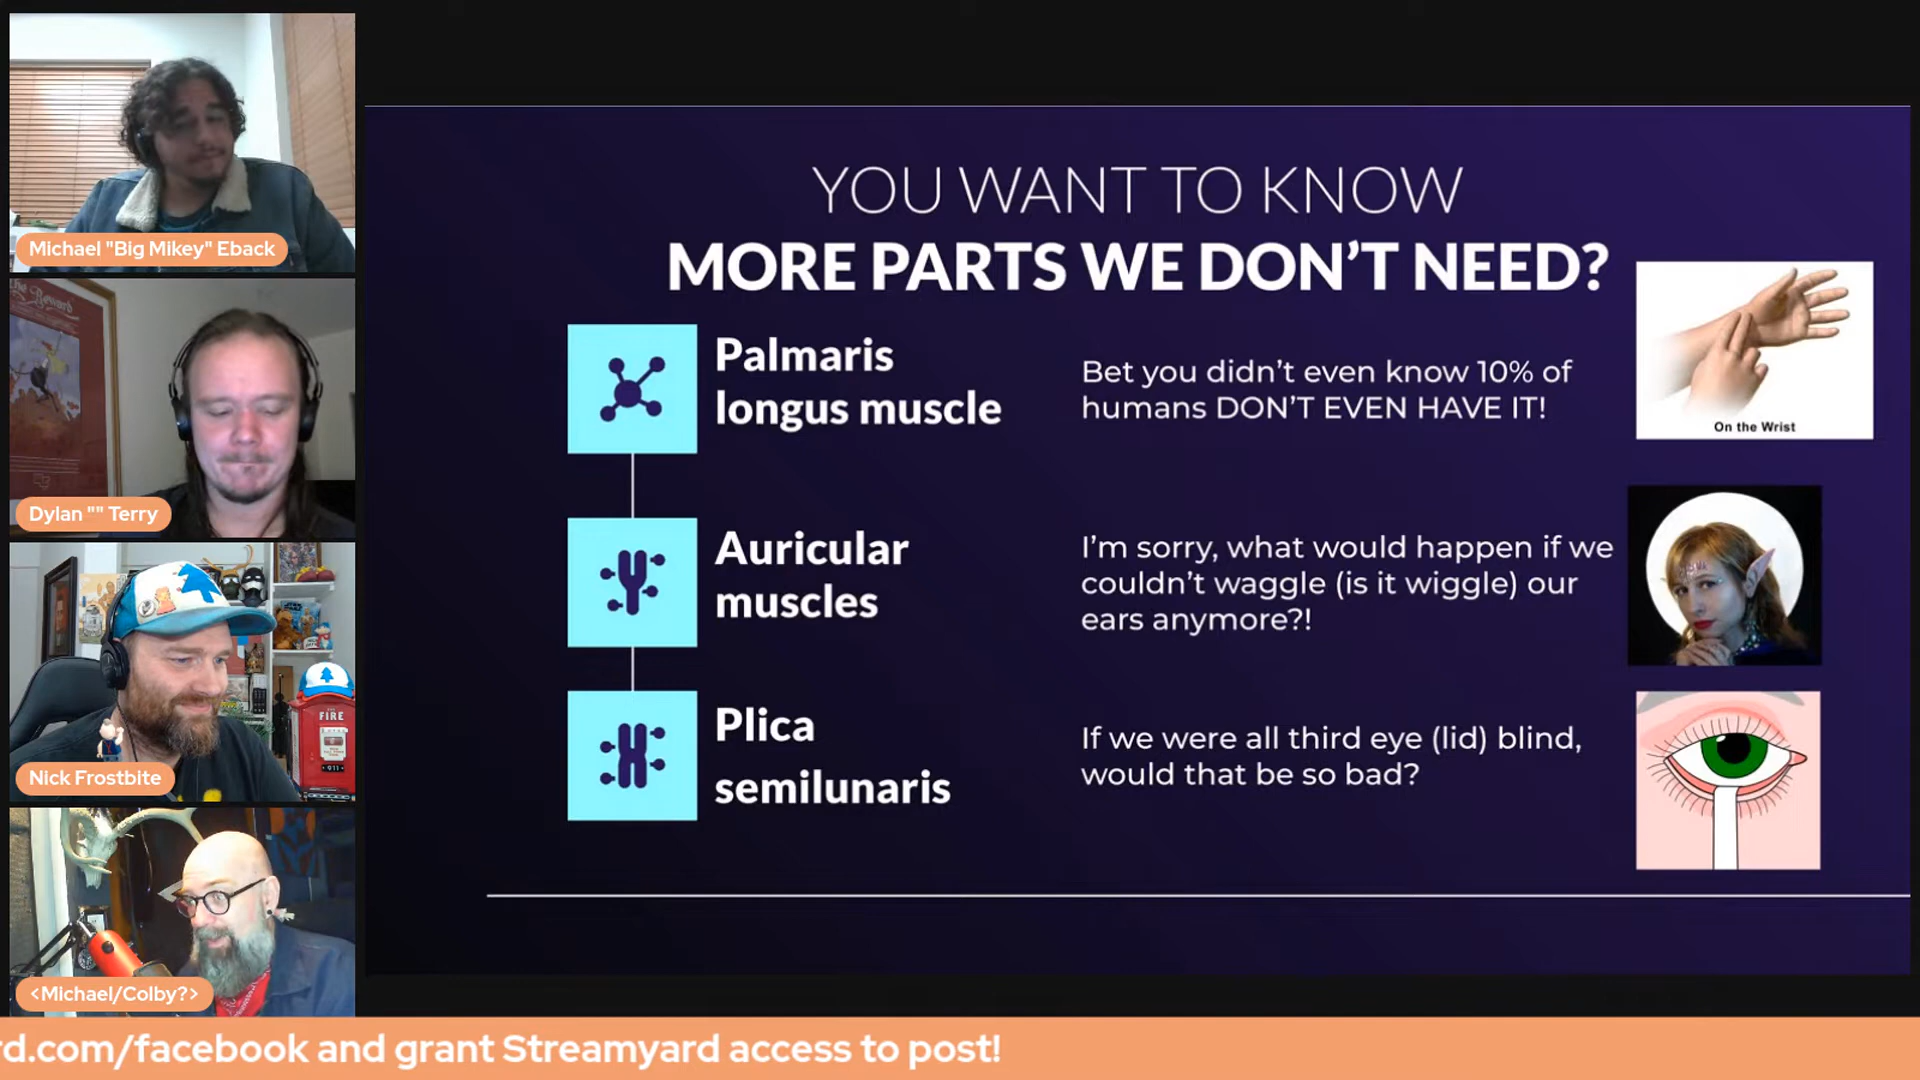 Michael "Big Mikey" Eback
The Reward
Dylan "" Terry
FIRE
911
Nick Frostbite
<Michael/Colby?>
YOU WANT TO KNOW
MORE PARTS WE DON'T NEED?
Palmaris
longus muscle
Bet you didn't even know 10% of
humans DON'T EVEN HAVE IT!
On the Wrist
Auricular
muscles
I'm sorry, what would happen if we
couldn't waggle (is it wiggle) our
ears anymore?!
Plica
semilunaris
If we were all third eye (lid) blind,
would that be so bad?
rd.com/facebook and grant Streamyard access to post!